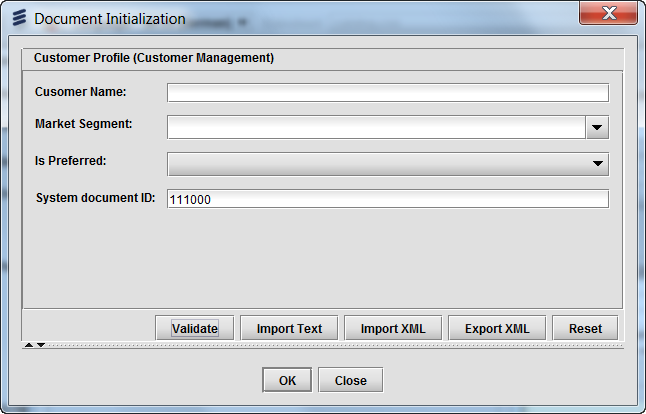 Document Initialization
Customer Profile (Customer Management)
Cusomer Name:
Market Segment:
Is Preferred:
System document ID: 111000
Validate Import Text Import XML Export XML Reset
OK Close